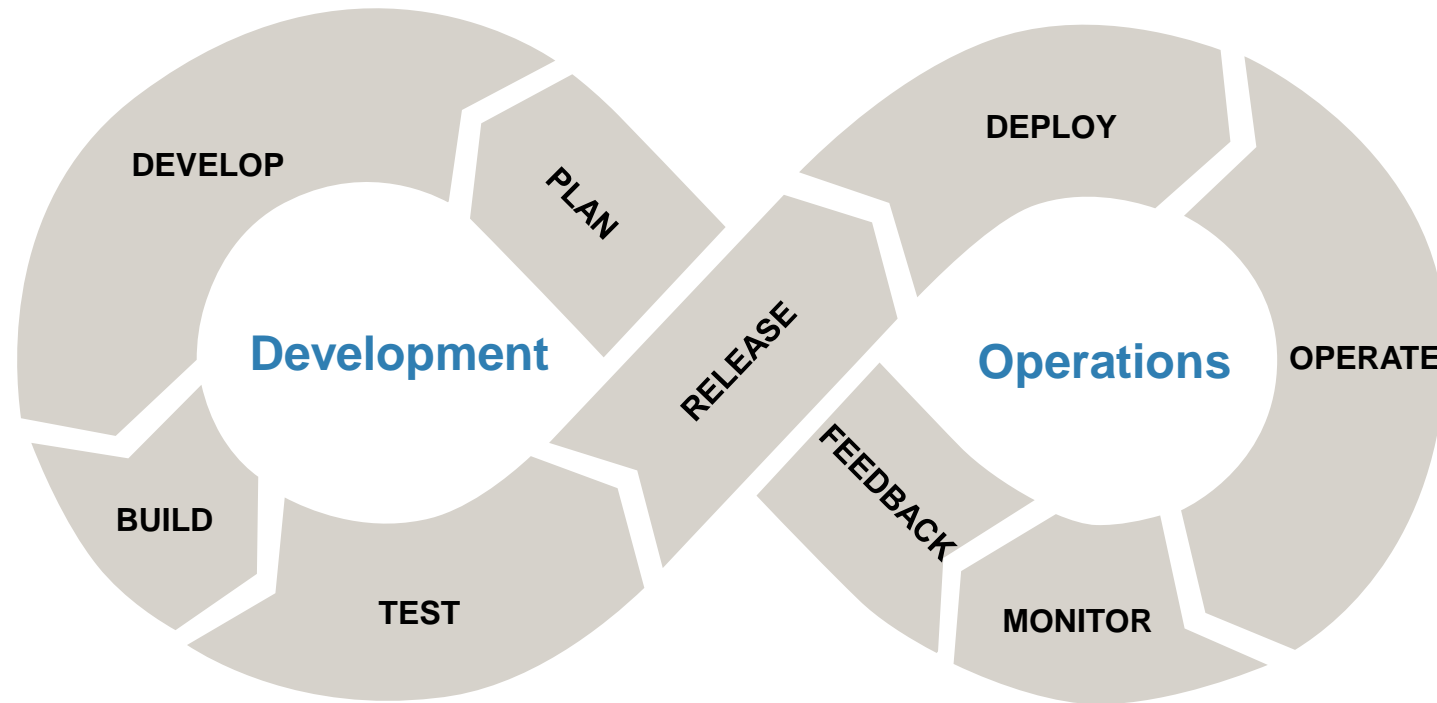 DEVELOP
PLAN
DEPLOY
RELEASE
Development
Operations
OPERATE
FEEDBACK
BUILD
TEST
MONITOR